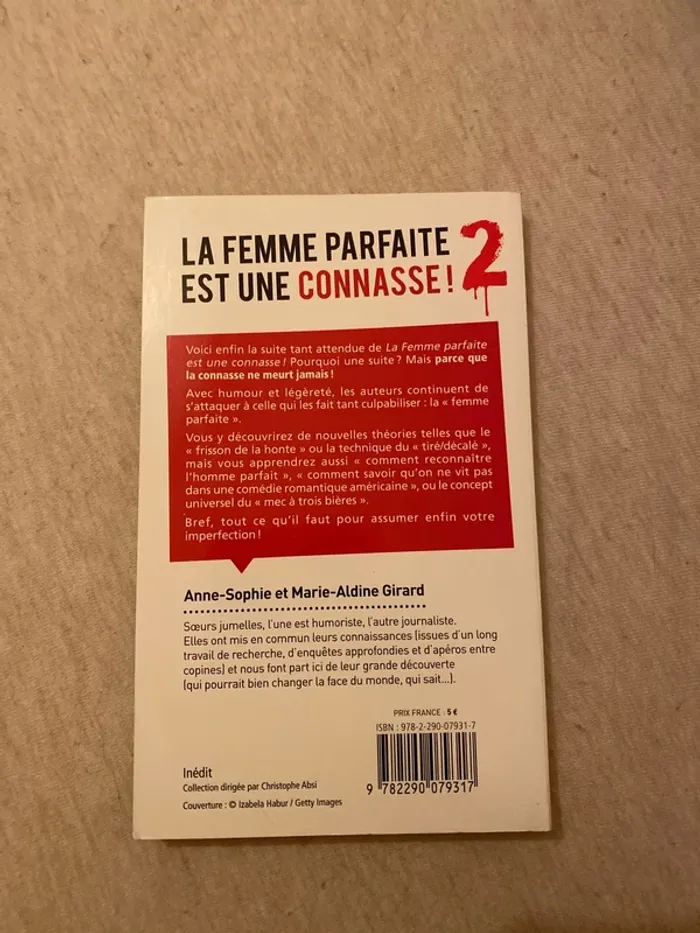 LA FEMME PARFAITE
EST UNE CONNASSE ! 2
Voici enfin la suite tant attendue de La Femme parfaite
est une connasse ! Pourquoi une suite ? Mais parce que
la connasse ne meurt jamais !
Avec humour et légèreté, les auteurs continuent de
s'attaquer à celle qui les fait tant culpabiliser : la « femme
parfaite ».
Vous y découvrirez de nouvelles théories telles que le
« frisson de la honte » ou la technique du « tiré/décalé »,
mais vous apprendrez aussi « comment reconnaître
l'homme parfait », « comment savoir qu'on ne vit pas
dans une comédie romantique américaine », ou le concept
universel du « mec à trois bières ».
Bref, tout ce qu'il faut pour assumer enfin votre
imperfection !
Anne-Sophie et Marie-Aldine Girard
Sœurs jumelles, l'une est humoriste, l'autre journaliste.
Elles ont mis en commun leurs connaissances (issues d'un long
travail de recherche, d'enquêtes approfondies et d'apéros entre
copines) et nous font part ici de leur grande découverte
(qui pourrait bien changer la face du monde, qui sait...).
PRIX FRANCE : 5 €
ISBN : 978-2-290-07931-7
9 782290 079317
Inédit
Collection dirigée par Christophe Absi
Couverture : © Izabela Habur / Getty Images